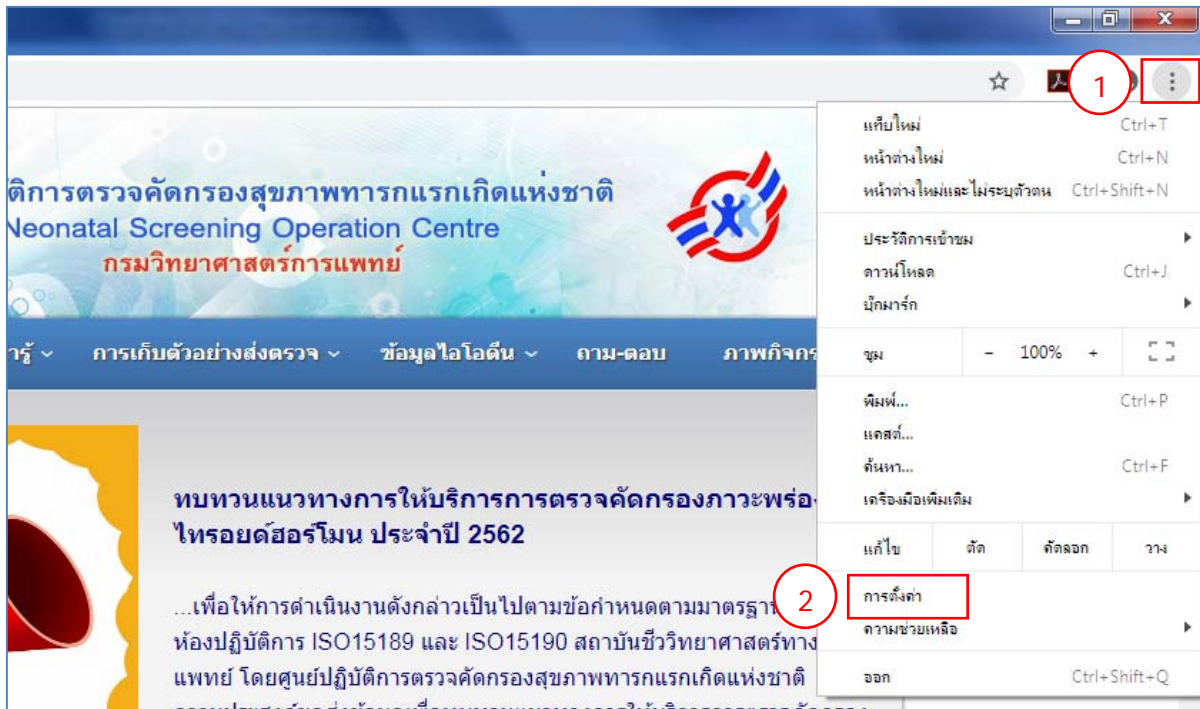 1
แท็บใหม่ Ctrl+T
หน้าต่างใหม่ Ctrl+N
หน้าต่างใหม่และไม่ระบุตัวตน Ctrl+Shift+N
ประวัติการเข้าชม
ดาวน์โหลด Ctrl+J
บุ๊กมาร์ก
ซูม - 100% +
พิมพ์... Ctrl+P
แคสต์...
ค้นหา... Ctrl+F
เครื่องมือเพิ่มเติม
แก้ไข ตัด คัดลอก วาง
2 การตั้งค่า
ความช่วยเหลือ
ออก Ctrl+Shift+Q
ติการตรวจคัดกรองสุขภาพทารกแรกเกิดแห่งชาติ
Neonatal Screening Operation Centre
กรมวิทยาศาสตร์การแพทย์
ารู้ การเก็บตัวอย่างส่งตรวจ ข้อมูลไอโอดีน ถาม-ตอบ ภาพกิจกร
ทบทวนแนวทางการให้บริการการตรวจคัดกรองภาวะพร่อง
ไทรอยด์ฮอร์โมน ประจำปี 2562
...เพื่อให้การดำเนินงานดังกล่าวเป็นไปตามข้อกำหนดตามมาตรฐา
ห้องปฏิบัติการ ISO15189 และ ISO15190 สถาบันชีววิทยาศาสตร์ทาง
แพทย์ โดยศูนย์ปฏิบัติการตรวจคัดกรองสุขภาพทารกแรกเกิดแห่งชาติ